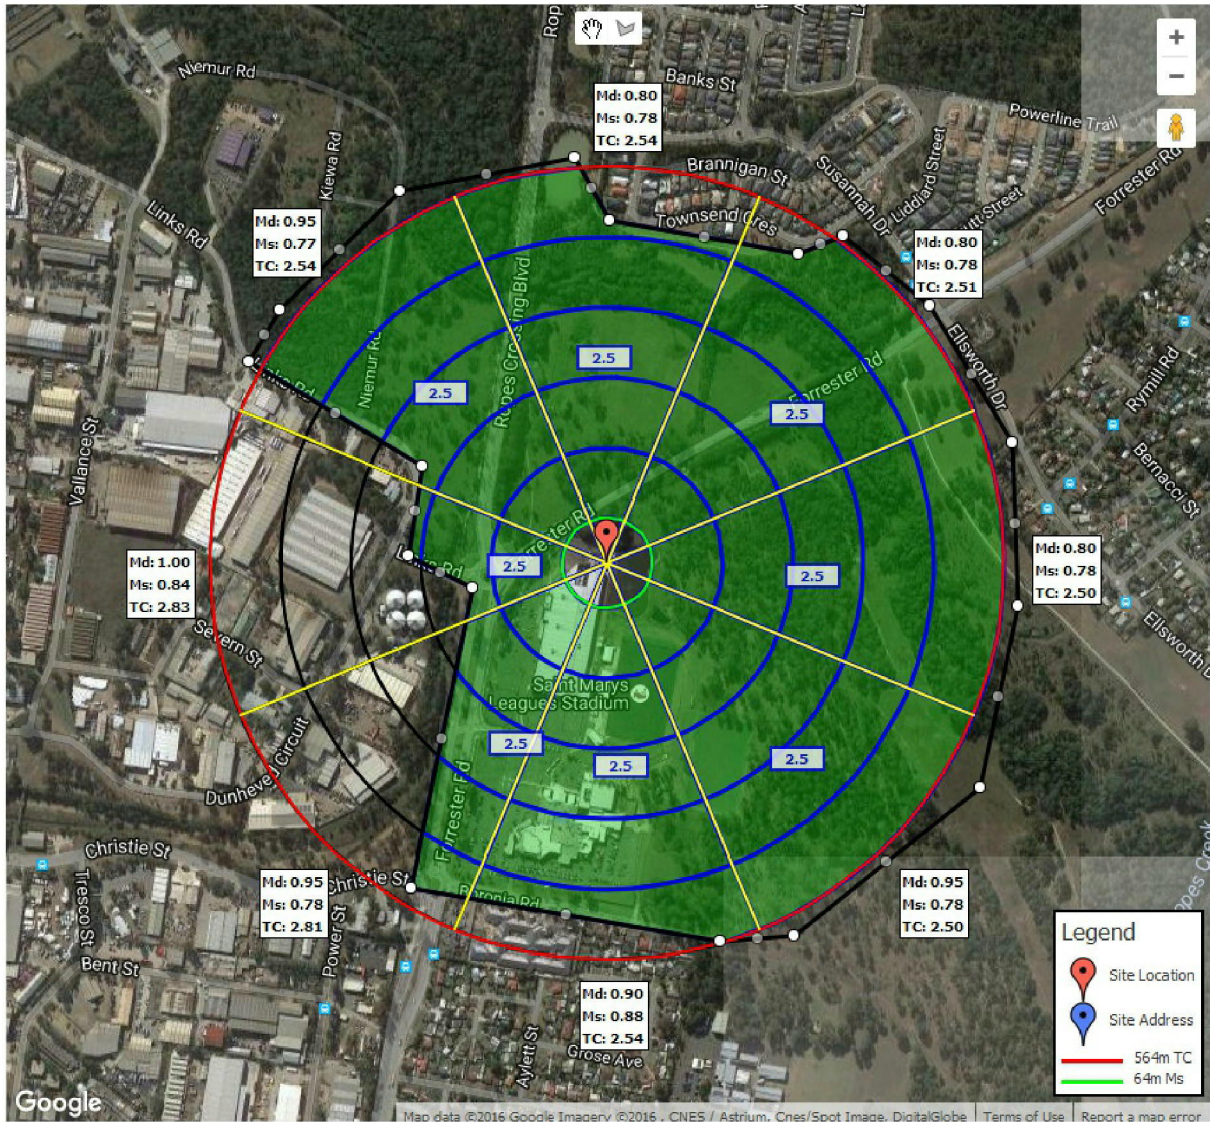 Niemur Rd
Banks St
Md: 0.80
Ms: 0.78
TC: 2.54
Powerline Trail
Kiewa Rd
Brannigan St
Susannah Dr
Liddiard Street
Forrester Rd
Links Rd
Md: 0.95
Ms: 0.77
TC: 2.54
Townsend Cres
Md: 0.80
Ms: 0.78
TC: 2.51
Ropes Crossing Blvd
Niemur Rd
2.5
2.5
2.5
Forrester Rd
Ellsworth Dr
Rymill Rd
Vallance St
Bernacci St
Forrester Rd
Md: 1.00
Ms: 0.84
TC: 2.83
2.5
2.5
Md: 0.80
Ms: 0.78
TC: 2.50
Severn St
Saint Marys
Leagues Stadium
Ellsworth
2.5
2.5
2.5
Dunheved Circuit
Forrester Rd
Christie St
Tresco St
Md: 0.95
Ms: 0.78
TC: 2.81
Christie St
Boronia Rd
Md: 0.95
Ms: 0.78
TC: 2.50
Power St
Bent St
Md: 0.90
Ms: 0.88
TC: 2.54
Aylett St
Grose Ave
Legend
Site Location
Site Address
564m TC
64m Ms
Google
Map data ©2016 Google Imagery ©2016 , CNES / Astrium, Cnes/Spot Image, DigitalGlobe
Terms of Use
Report a map error